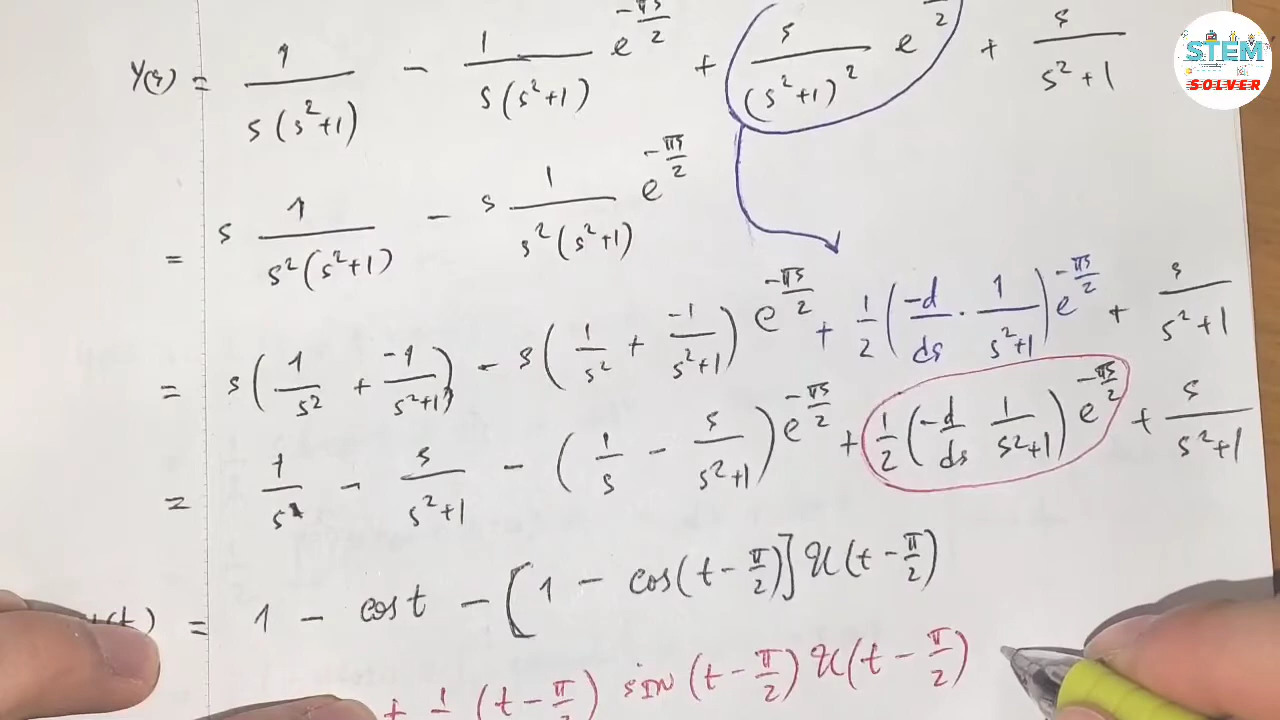 Y(s) = 1/(s(s²+1)) - 1/(s(s²+1)) e^(-πs/2) + s/(s²+1)² e + s/(s²+1)
= s 1/(s²(s²+1)) - s 1/(s²(s²+1)) e^(-πs/2)
= s(1/s² + -1/(s²+1)) - s(1/s² + -1/(s²+1)) e^(-πs/2) + 1/2(-d/ds · 1/(s²+1)) e^(-πs/2) + s/(s²+1)
= 1/s - s/(s²+1) - (1/s - s/(s²+1)) e^(-πs/2) + 1/2(-d/ds 1/(s²+1)) e^(-πs/2) + s/(s²+1)
(t) = 1 - cos t - [1 - cos(t - π/2)] U(t - π/2)
+ (t - π/2) sin(t - π/2) U(t - π/2)
STEM
SOLVER